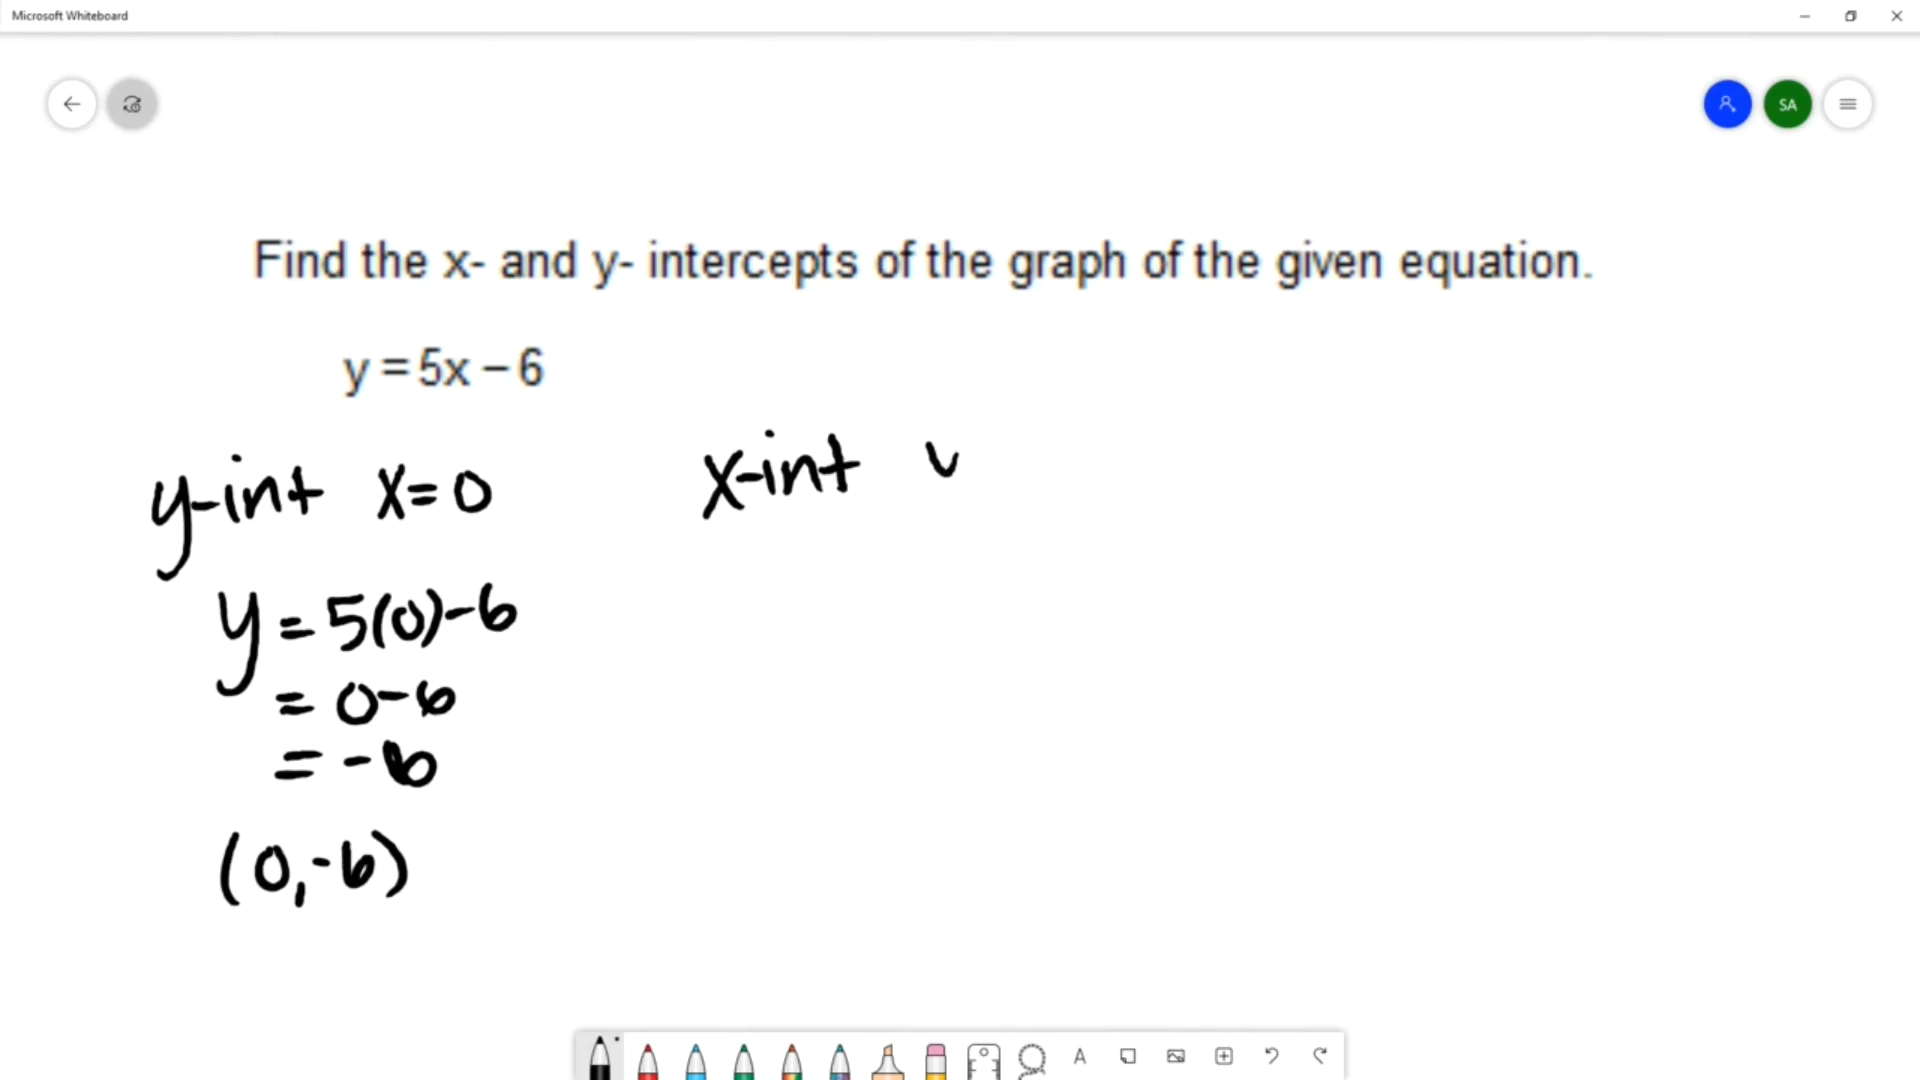 Microsoft Whiteboard
SA
Find the x- and y- intercepts of the graph of the given equation.
y = 5x – 6
y-int x=0
y = 5(0)-6
= 0-6
= -6
(0,-6)
x-int
A